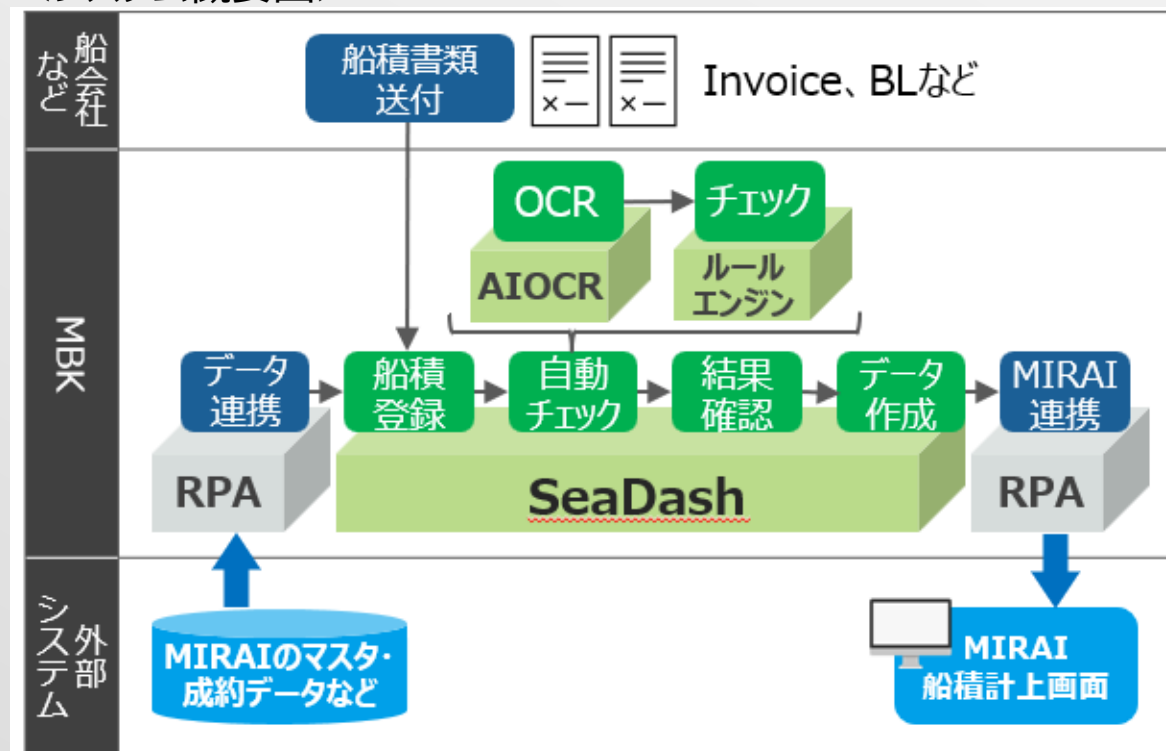 船会社
など
船積書類
送付
Invoice、BLなど
MBK
OCR
チェック
AIOCR
ルール
エンジン
データ
連携
船積
登録
自動
チェック
結果
確認
データ
作成
MIRAI
連携
RPA
SeaDash
RPA
外部
システム
MIRAIのマスタ・
成約データなど
MIRAI
船積計上画面